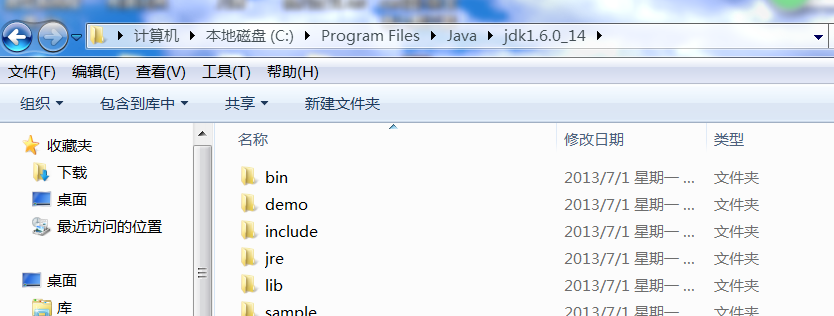 计算机 本地磁盘 (C:) Program Files Java jdk1.6.0_14
文件(F) 编辑(E) 查看(V) 工具(T) 帮助(H)
组织 包含到库中 共享 新建文件夹
收藏夹
下载
桌面
最近访问的位置
桌面
库
名称 修改日期 类型
bin 2013/7/1 星期一 ... 文件夹
demo 2013/7/1 星期一 ... 文件夹
include 2013/7/1 星期一 ... 文件夹
jre 2013/7/1 星期一 ... 文件夹
lib 2013/7/1 星期一 ... 文件夹
sample 2013/7/1 星期一 ... 文件夹